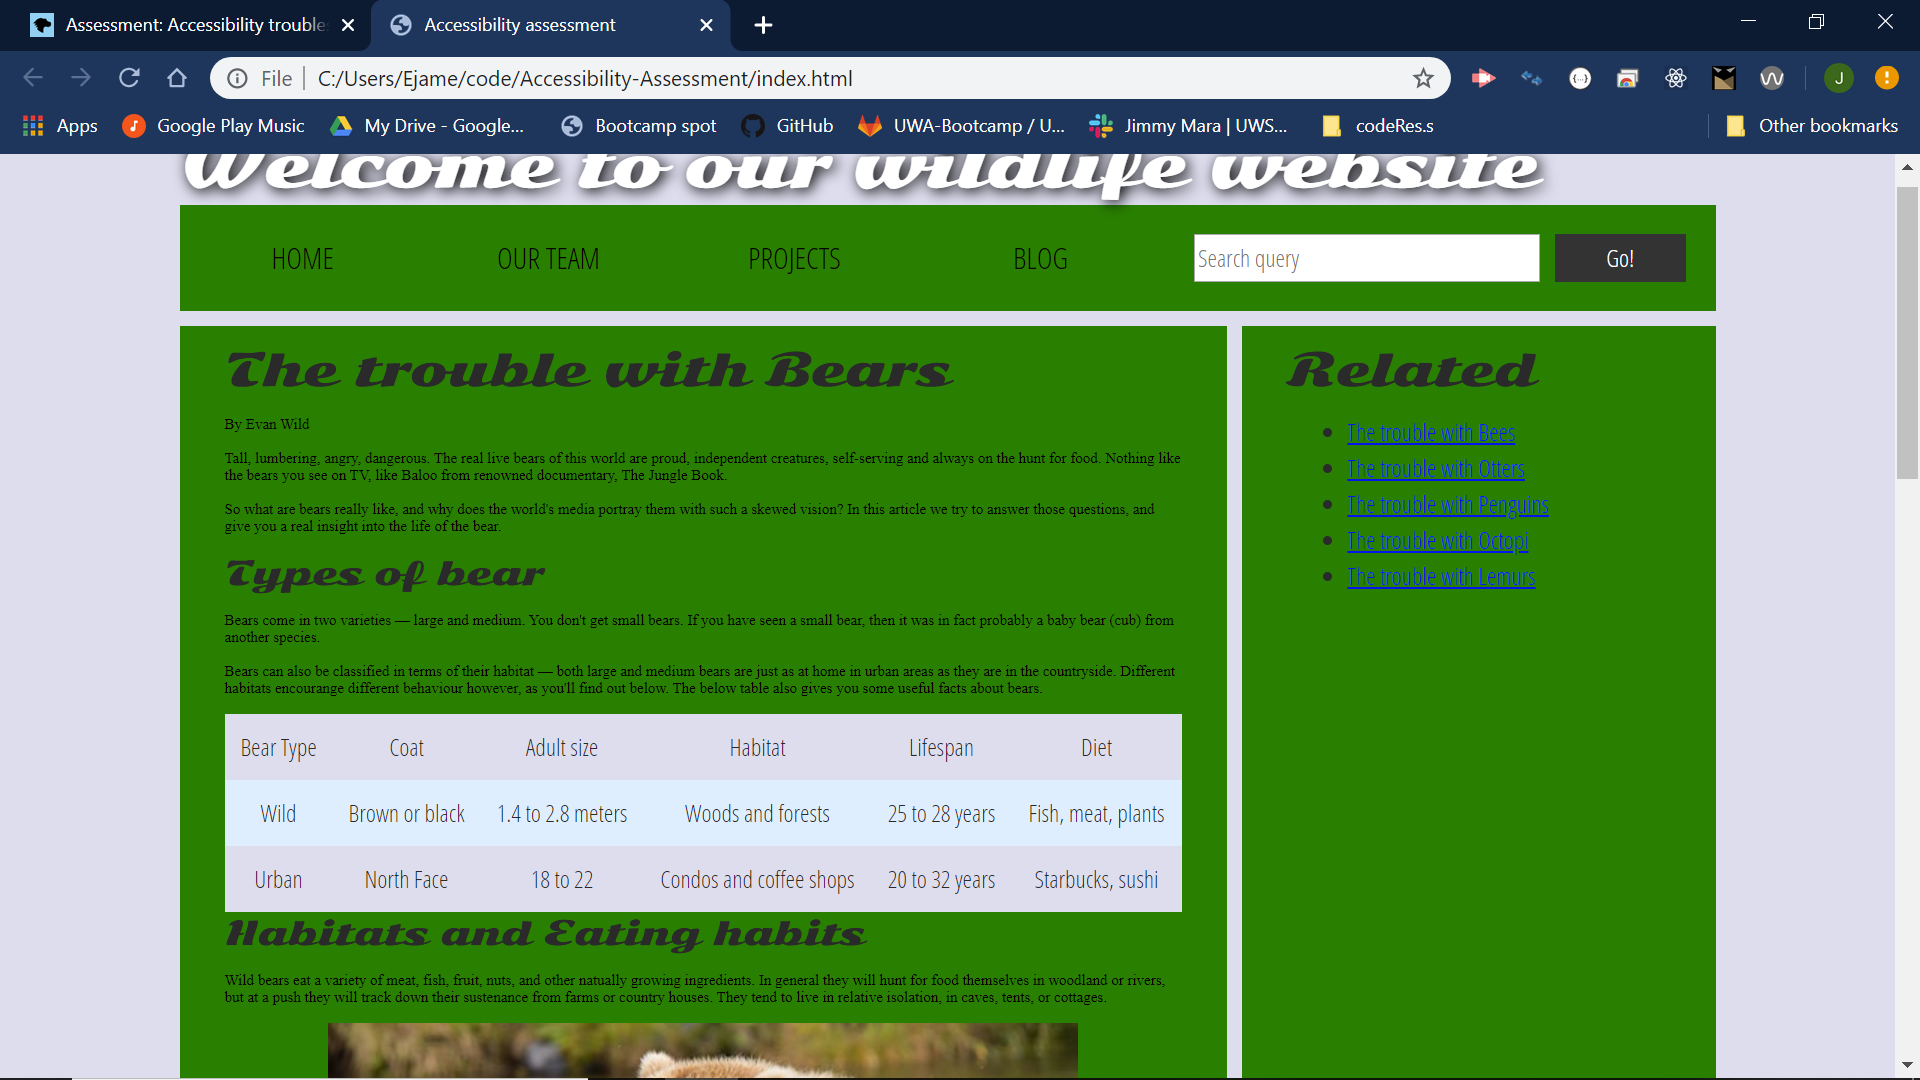 Assessment: Accessibility trouble
Accessibility assessment
File
C:/Users/Ejame/code/Accessibility-Assessment/index.html
J
Apps
Google Play Music
My Drive - Google...
Bootcamp spot
GitHub
UWA-Bootcamp / U...
Jimmy Mara | UWS...
codeRes.s
Other bookmarks
Welcome to our wildlife website
HOME
OUR TEAM
PROJECTS
BLOG
Search query
Go!
The trouble with Bears
By Evan Wild
Tall, lumbering, angry, dangerous. The real live bears of this world are proud, independent creatures, self-serving and always on the hunt for food. Nothing like
the bears you see on TV, like Baloo from renowned documentary, The Jungle Book.
So what are bears really like, and why does the world's media portray them with such a skewed vision? In this article we try to answer those questions, and
give you a real insight into the life of the bear.
Types of bear
Bears come in two varieties — large and medium. You don't get small bears. If you have seen a small bear, then it was in fact probably a baby bear (cub) from
another species.
Bears can also be classified in terms of their habitat — both large and medium bears are just as at home in urban areas as they are in the countryside. Different
habitats encourange different behaviour however, as you'll find out below. The below table also gives you some useful facts about bears.
Bear Type Coat Adult size Habitat Lifespan Diet
Wild Brown or black 1.4 to 2.8 meters Woods and forests 25 to 28 years Fish, meat, plants
Urban North Face 18 to 22 Condos and coffee shops 20 to 32 years Starbucks, sushi
Habitats and Eating habits
Wild bears eat a variety of meat, fish, fruit, nuts, and other natually growing ingredients. In general they will hunt for food themselves in woodland or rivers,
but at a push they will track down their sustenance from farms or country houses. They tend to live in relative isolation, in caves, tents, or cottages.
Related
The trouble with Bees
The trouble with Otters
The trouble with Penguins
The trouble with Octopi
The trouble with Lemurs